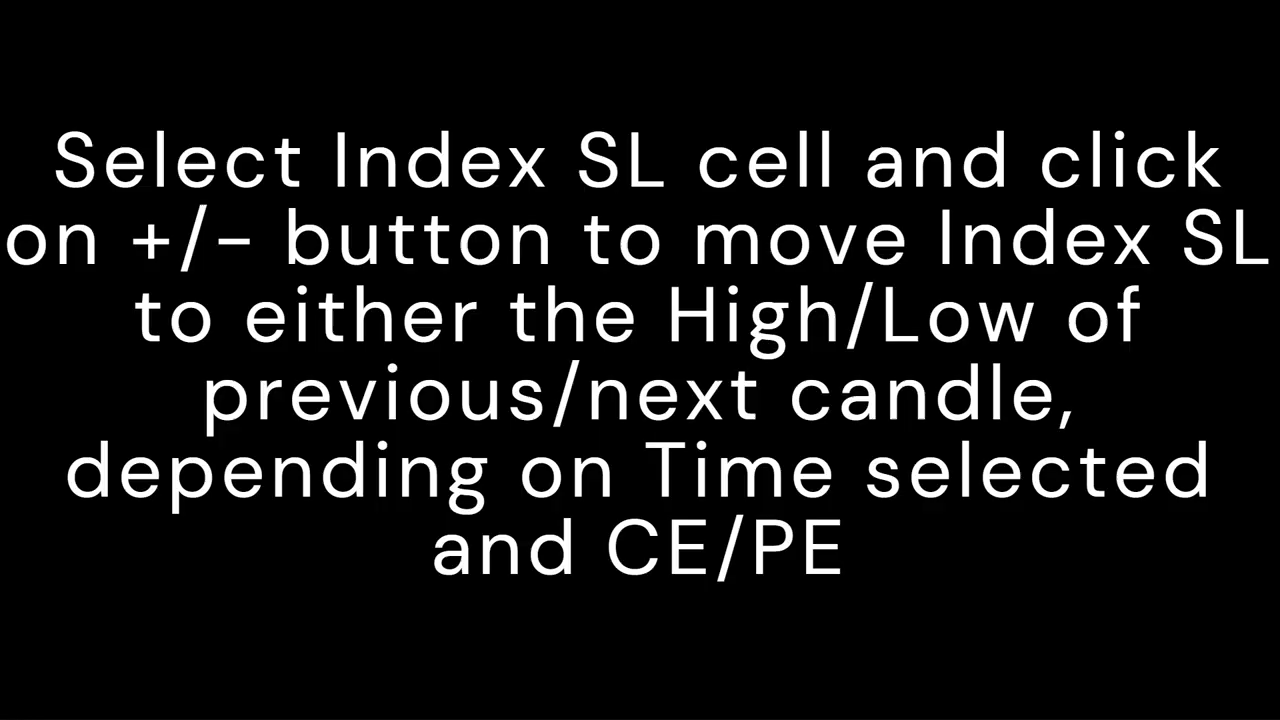 Select Index SL cell and click
on +/- button to move Index SL
to either the High/Low of
previous/next candle,
depending on Time selected
and CE/PE